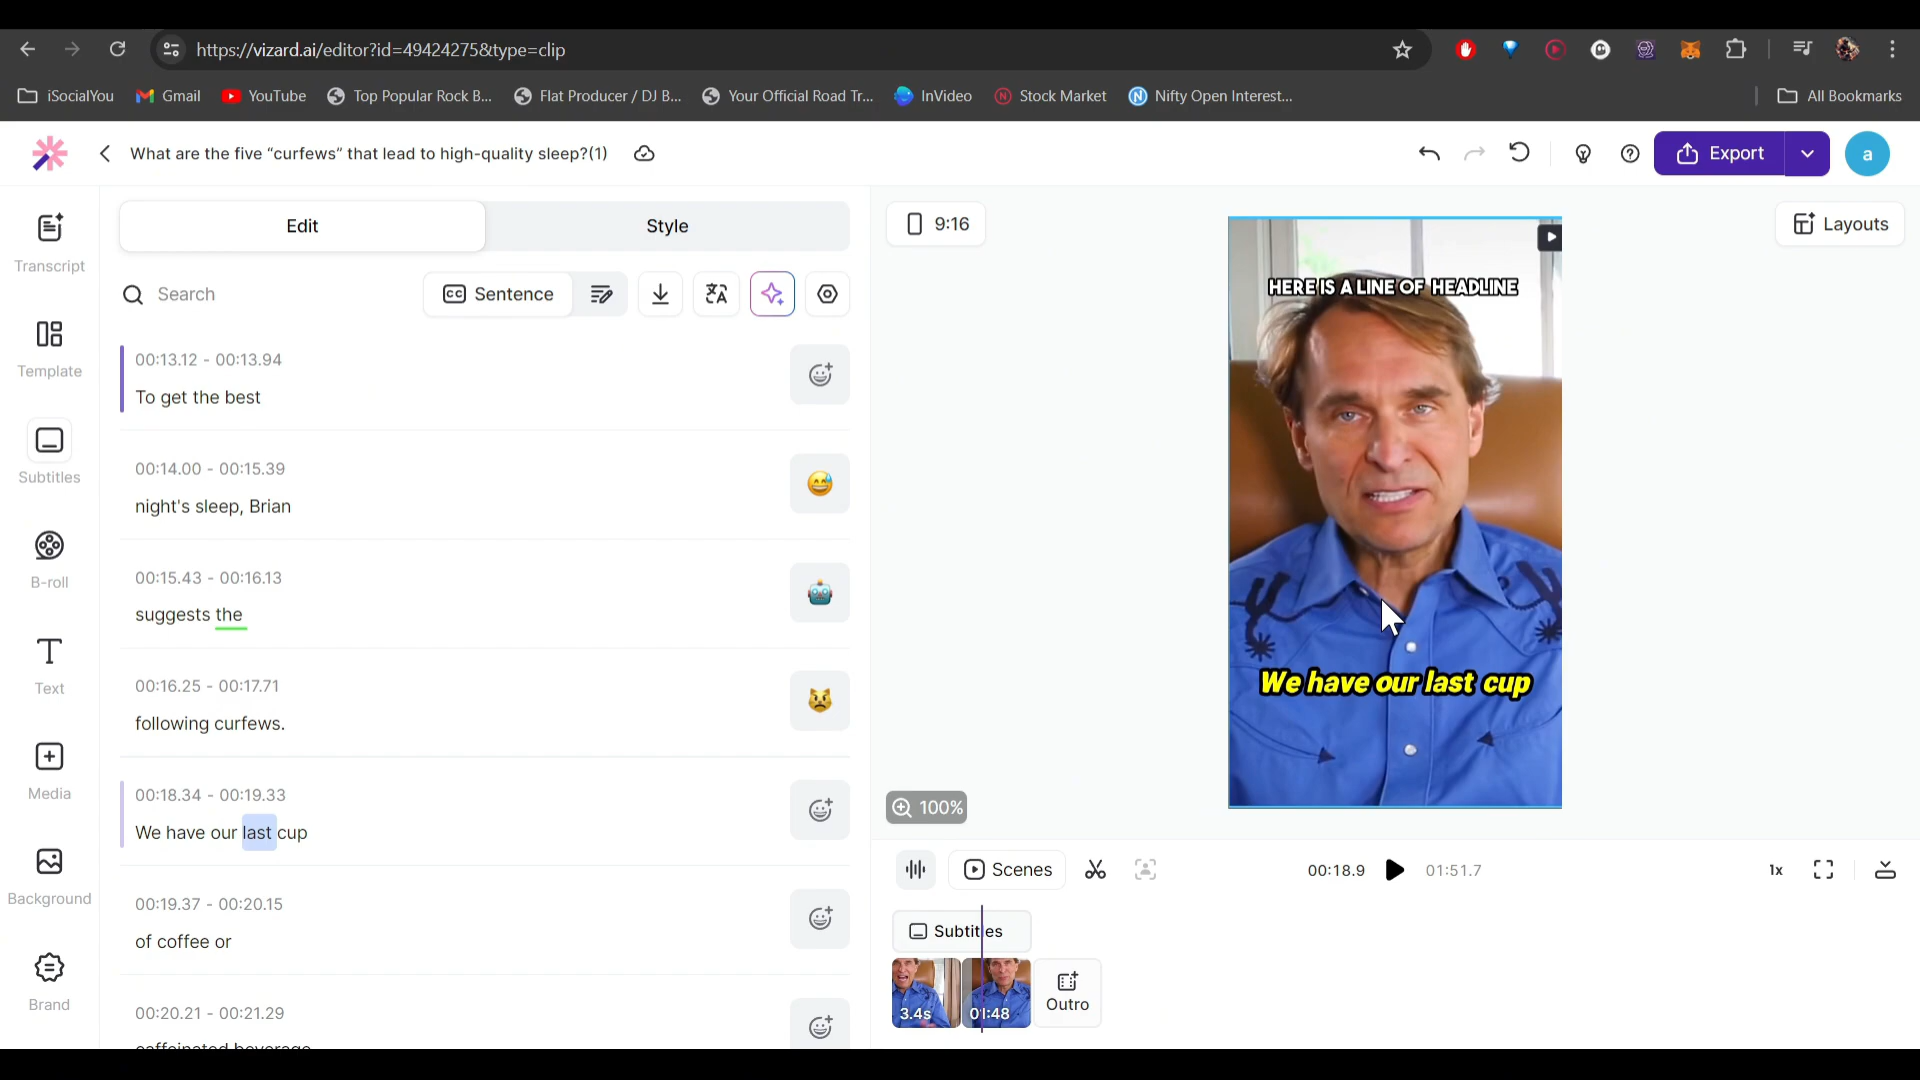 https://vizard.ai/editor?id=49424275&type=clip
iSocialYou
Gmail
YouTube
Top Popular Rock B...
Flat Producer / DJ B...
Your Official Road Tr...
InVideo
Stock Market
Nifty Open Interest...
All Bookmarks
What are the five “curfews” that lead to high-quality sleep?(1)
Export
a
Transcript
Template
Subtitles
B-roll
Text
Media
Background
Brand
Edit
Style
Search
CC Sentence
00:13.12 - 00:13.94
To get the best
00:14.00 - 00:15.39
night's sleep, Brian
00:15.43 - 00:16.13
suggests the
00:16.25 - 00:17.71
following curfews.
00:18.34 - 00:19.33
We have our last cup
00:19.37 - 00:20.15
of coffee or
00:20.21 - 00:21.29
caffeinated beverage
9:16
Layouts
HERE IS A LINE OF HEADLINE
We have our last cup
100%
Scenes
00:18.9
01:51.7
1x
Subtitles
3.4s
01:48
Outro